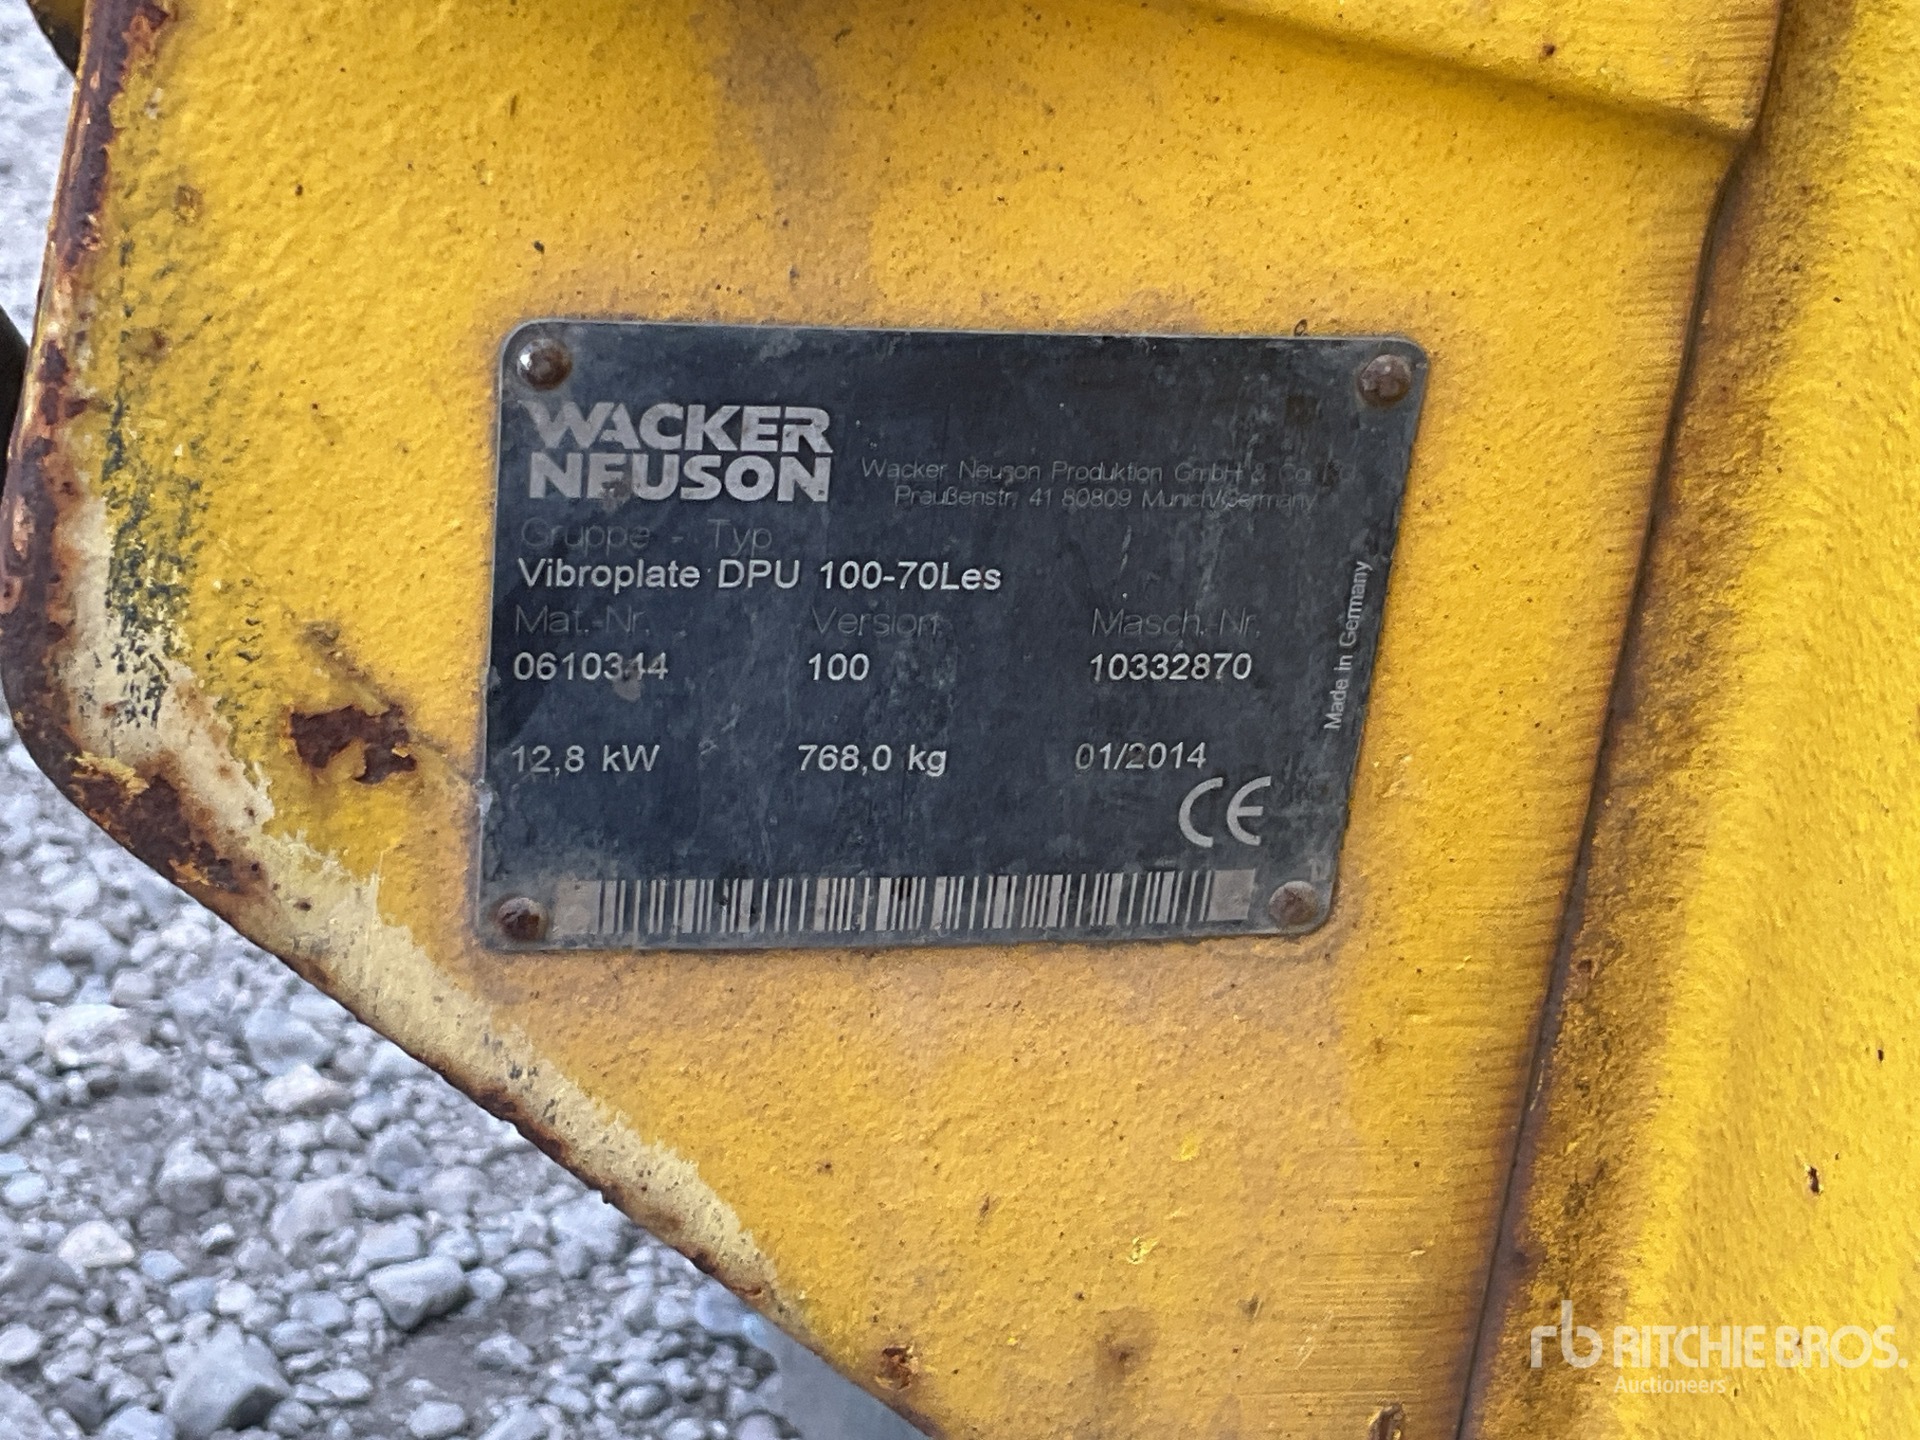 WACKER
NEUSON
Wacker Neuson Produktion GmbH & Co.
Preußenstr. 41 80809 Munich/Germany
Gruppe - Typ
Vibroplate DPU 100-70Les
Mat.-Nr. Version Masch.-Nr.
0610344 100 10332870
12,8 kW 768,0 kg 01/2014
CE
Made in Germany
rb RITCHIE BROS.
Auctioneers